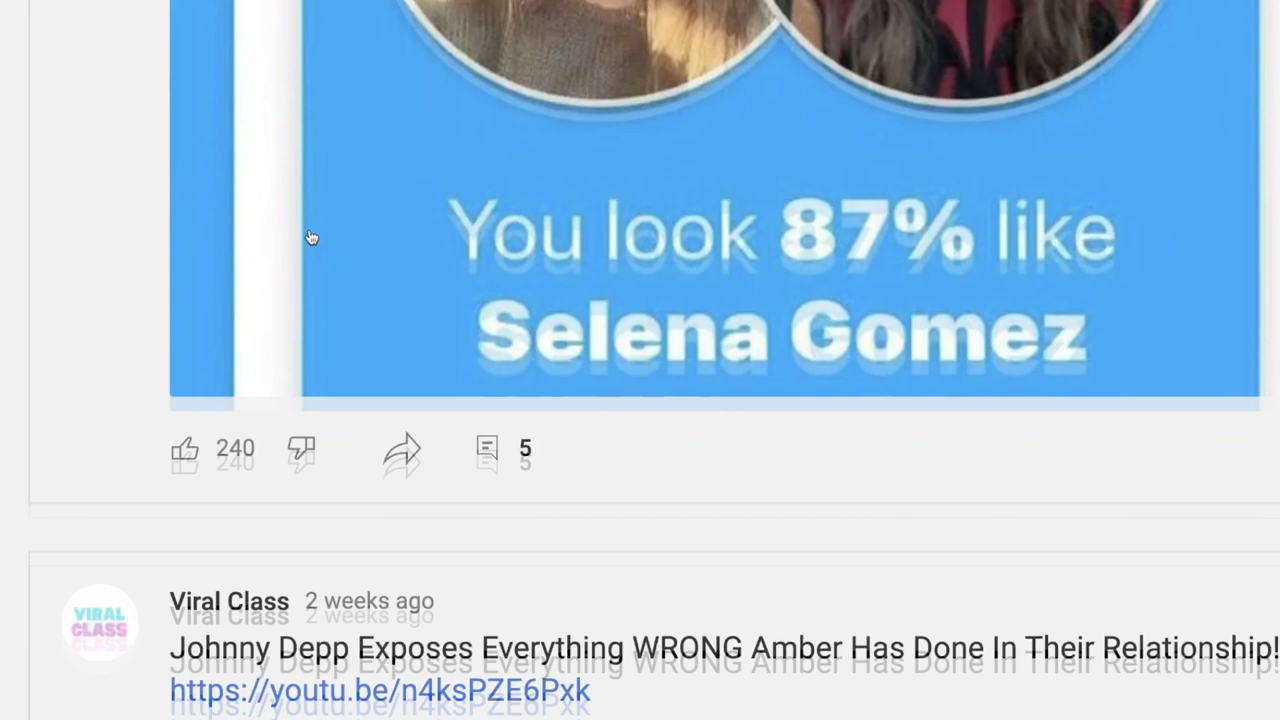 You look 87% like
Selena Gomez
240
5
VIRAL
CLASS
Viral Class 2 weeks ago
Johnny Depp Exposes Everything WRONG Amber Has Done In Their Relationship!
https://youtu.be/n4ksPZE6Pxk